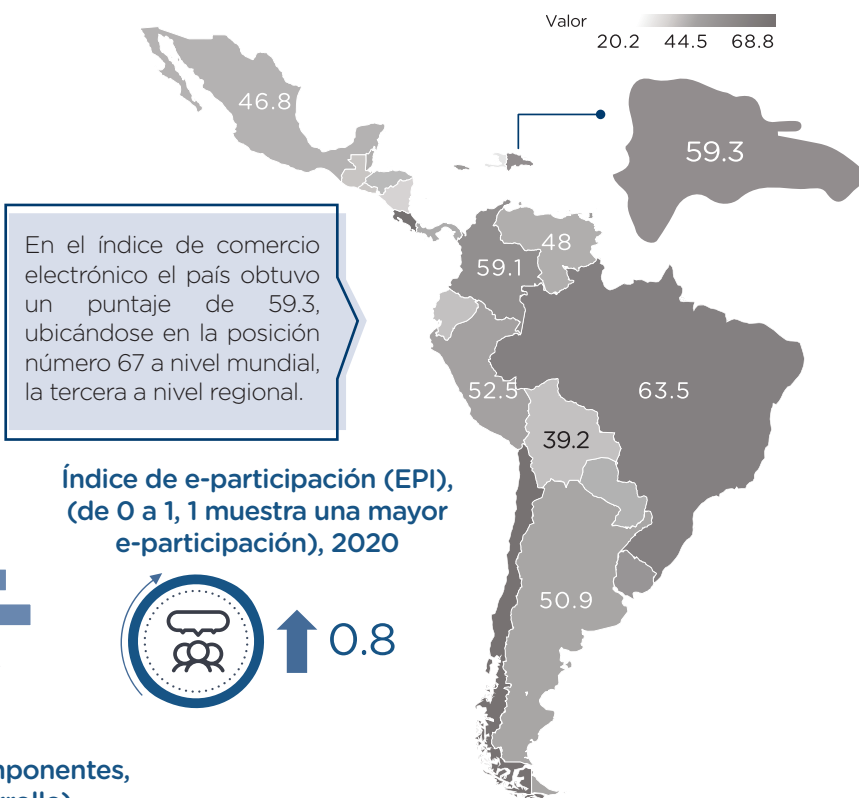 Valor
20.2 44.5 68.8
46.8
59.3
En el índice de comercio
electrónico el país obtuvo
un puntaje de 59.3,
ubicándose en la posición
número 67 a nivel mundial,
la tercera a nivel regional.
48
59.1
52.5
63.5
39.2
Índice de e-participación (EPI),
(de 0 a 1, 1 muestra una mayor
e-participación), 2020
50.9
0.8